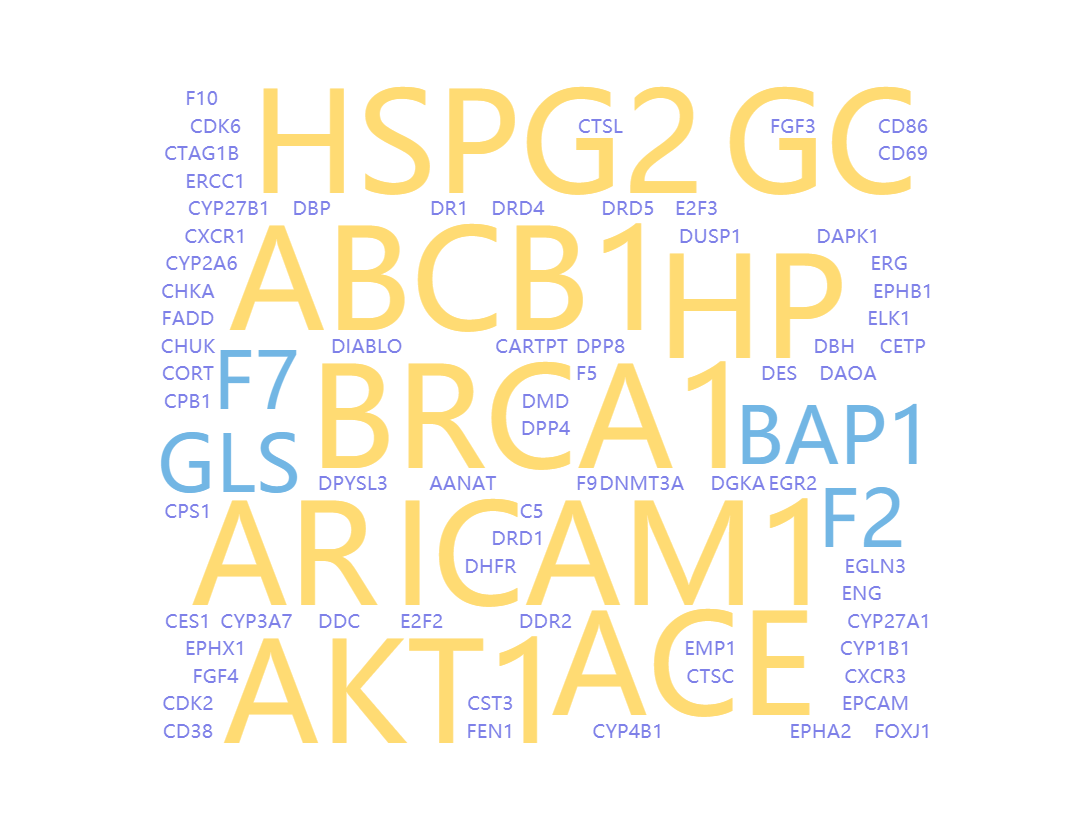 F10
HSPG2 GC
CDK6 CTSL FGF3 CD86
CTAG1B CD69
ERCC1
CYP27B1 DBP DR1 DRD4 DRD5 E2F3
CXCR1 DUSP1 DAPK1
ABCB1
CYP2A6 ERG
CHKA EPHB1
HP
FADD ELK1
CHUK DIABLO CARTPT DPP8 DBH CETP
CORT F5 DES DAOA
F7
CPB1 DMD
BRCA1
DPP4 BAP1
GLS
DPYSL3 AANAT F9 DNMT3A DGKA EGR2
CPS1 C5 F2
DRD1
AR ICAM1
DHFR EGLN3
ENG
CES1 CYP3A7 DDC E2F2 DDR2 CYP27A1
EPHX1 EMP1 CYP1B1
ACE
FGF4 CTSC CXCR3
AKT1
CDK2 CST3 EPCAM
CD38 FEN1 CYP4B1 EPHA2 FOXJ1